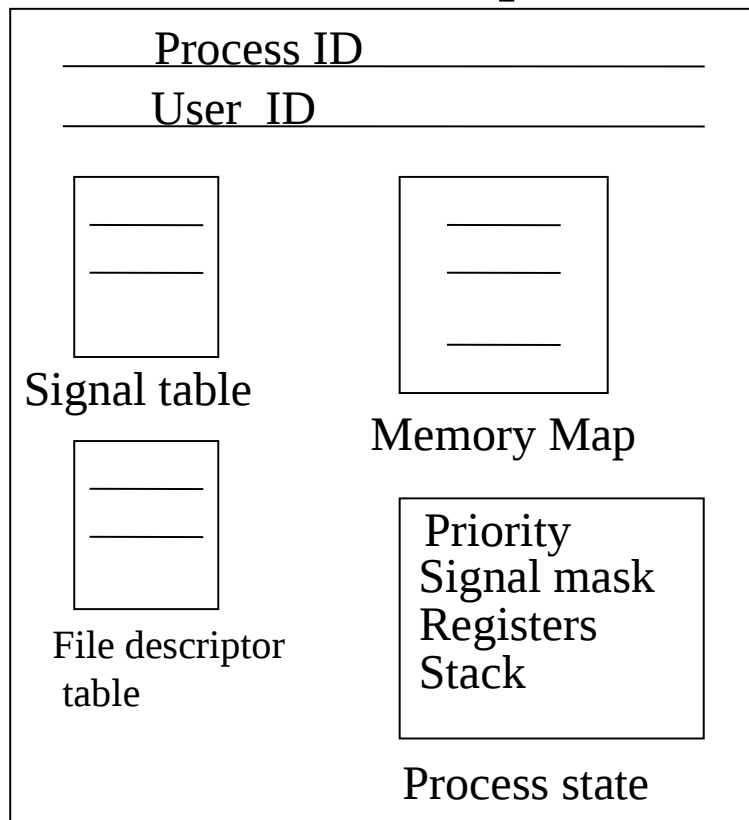 Process ID
User ID
Signal table
Memory Map
File descriptor
table
Priority
Signal mask
Registers
Stack
Process state